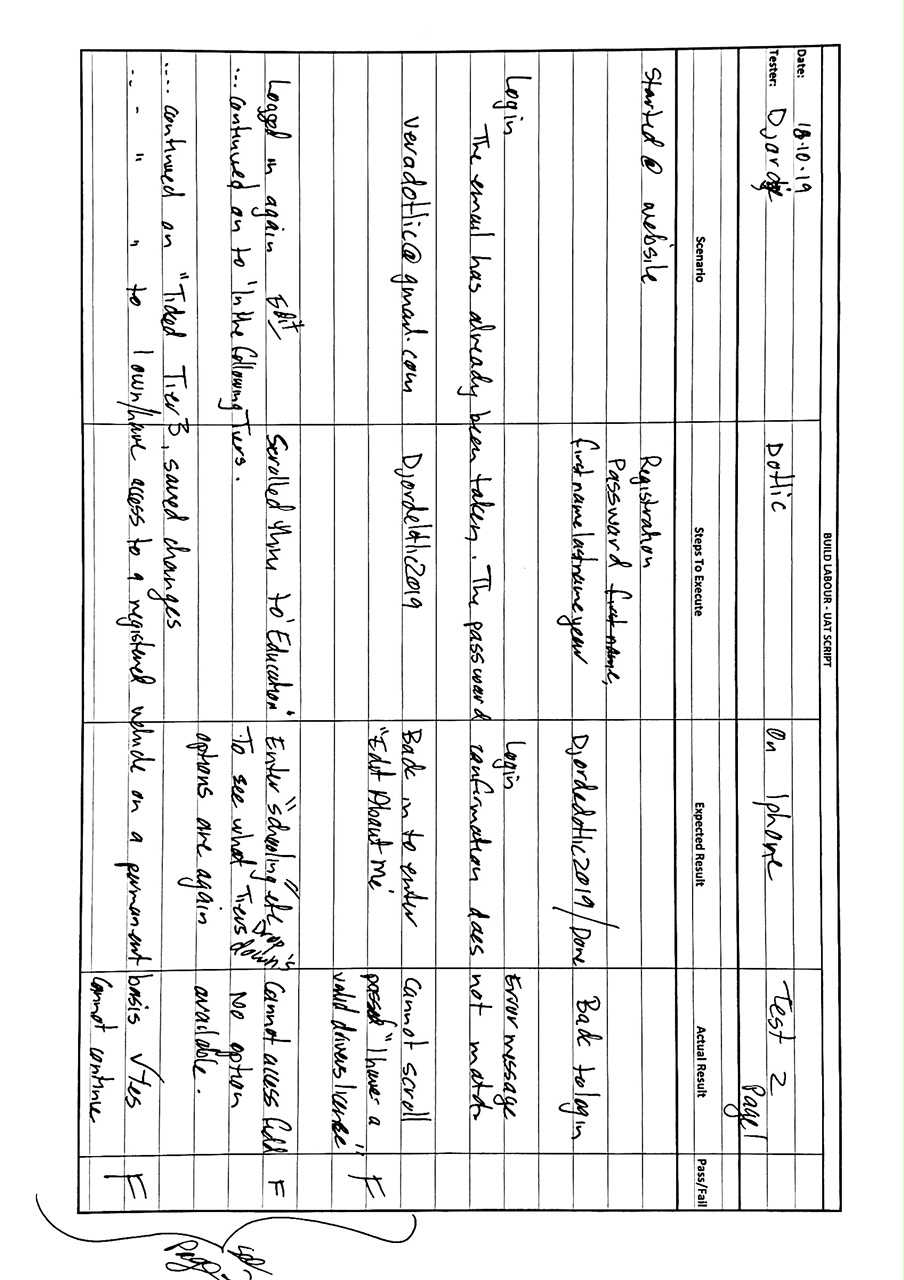 BUILD LABOUR - UAT SCRIPT
Date: 18.10.19
Tester: Djordje Dotlic On Iphone Test 2
Page 1
Scenario Steps To Execute Expected Result Actual Result Pass/Fail
Started @ website Registration
Password first name,
firstnamelastnameyear Djordedotlic2019 / Done Back to login
Login Login Error message
The email has already been taken. The password confirmation does not match
veradotlic@gmail.com Djordelotlic2019 Back in to enter Cannot scroll
"Edit About Me' passed "I have a F
valid drivers license"
Logged in again Edit Scrolled thru to 'Education" Enter "schooling" etc Drop down's Cannot access field F
... continued on to 'In the following Tiers. To see what Tiers No option
options are again available.
.... continued on "Ticked Tier 3, saved changes
... - " " to I own/have access to a registered vehicle on a permanent basis ✓Yes F
Cannot continue
See
Page